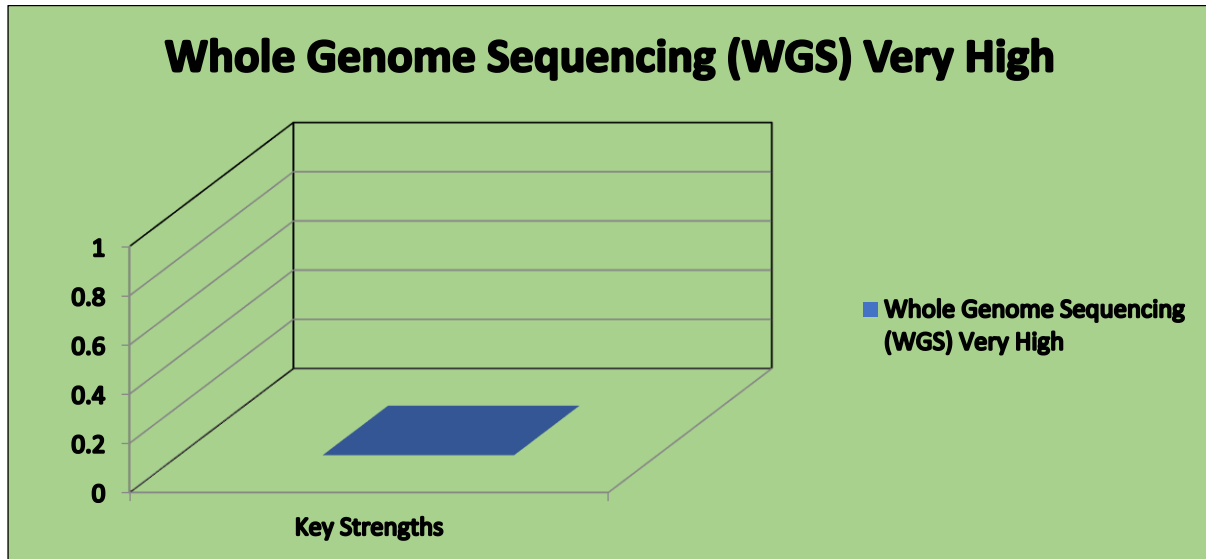 Whole Genome Sequencing (WGS) Very High
1
0.8
0.6
0.4
0.2
0
Key Strengths
Whole Genome Sequencing
(WGS) Very High